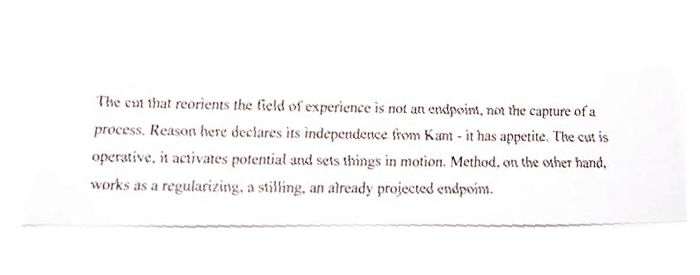 The cut that reorients the field of experience is not an endpoint, not the capture of a
process. Reason here declares its independence from Kant - it has appetite. The cut is
operative, it activates potential and sets things in motion. Method, on the other hand,
works as a regularizing, a stilling, an already projected endpoint.